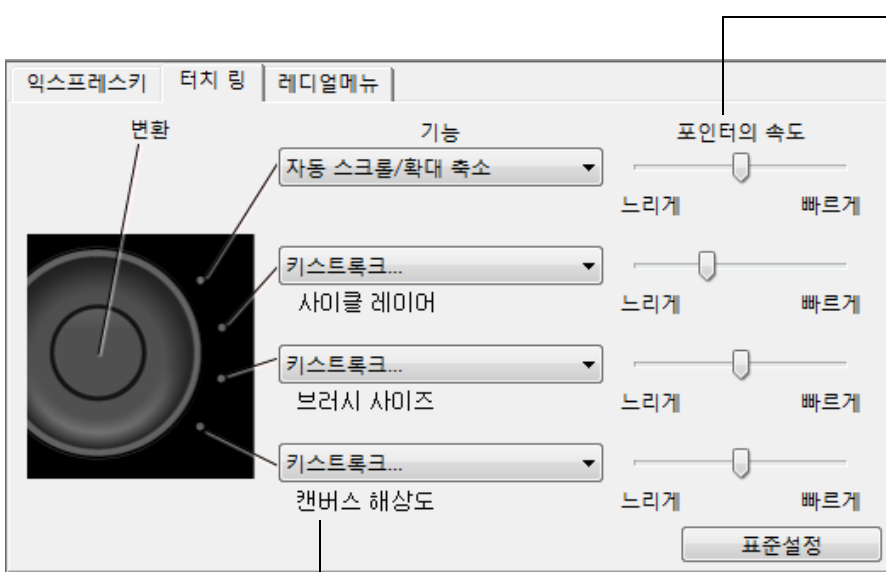 익스프레스키 터치 링 레디얼메뉴
변환 기능 포인터의 속도
자동 스크롤/확대 축소
느리게 빠르게
키스트록크...
사이클 레이어 느리게 빠르게
키스트록크...
브러시 사이즈 느리게 빠르게
키스트록크...
캔버스 해상도 느리게 빠르게
표준설정